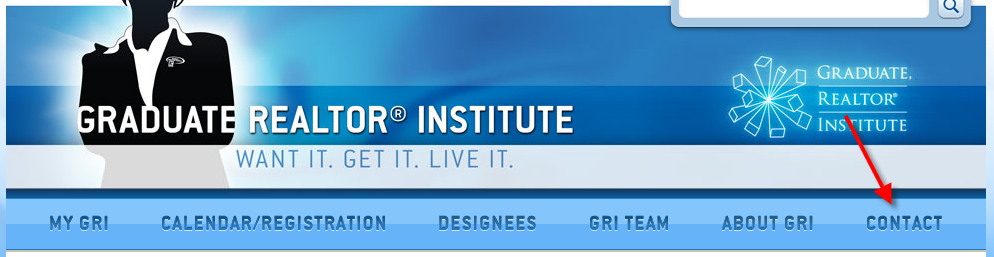 GRADUATE REALTOR® INSTITUTE
WANT IT. GET IT. LIVE IT.
GRADUATE,
REALTOR®
INSTITUTE
MY GRI CALENDAR/REGISTRATION DESIGNEES GRI TEAM ABOUT GRI CONTACT